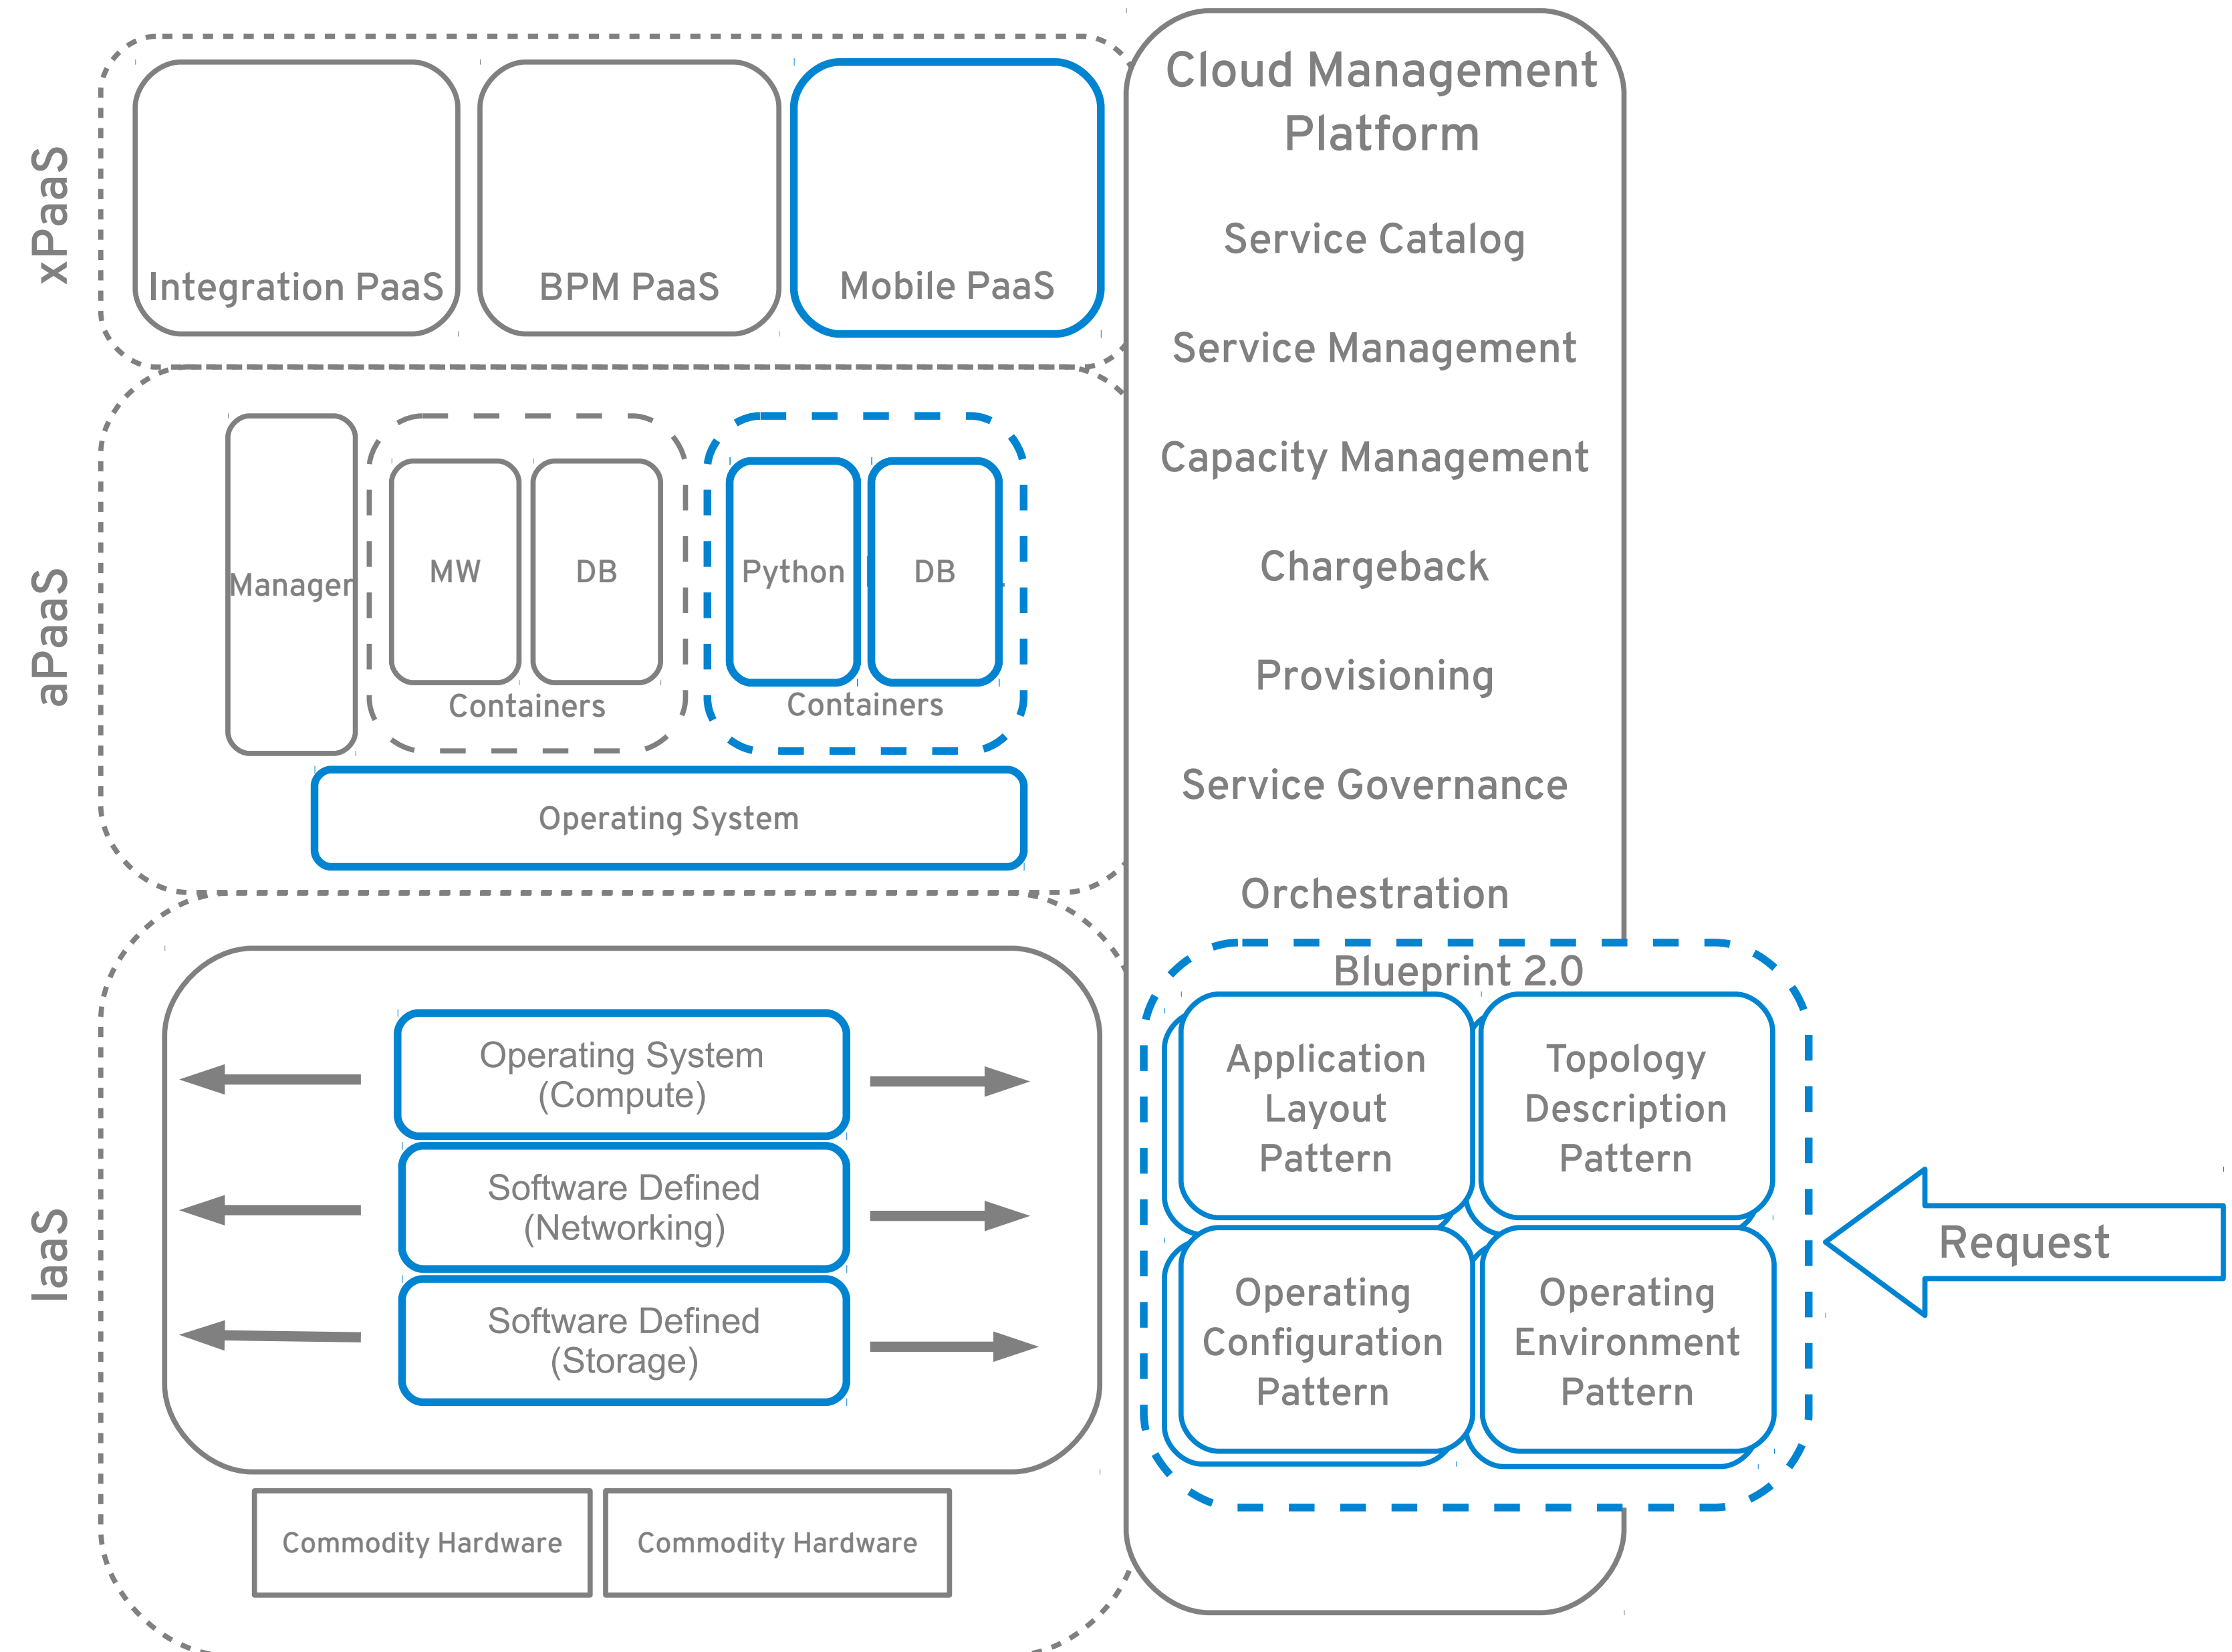 xPaaS
Integration PaaS
BPM PaaS
Mobile PaaS
aPaaS
Manager
MW
DB
Containers
Python
DB
Containers
Operating System
IaaS
Operating System
(Compute)
Software Defined
(Networking)
Software Defined
(Storage)
Commodity Hardware
Commodity Hardware
Cloud Management
Platform
Service Catalog
Service Management
Capacity Management
Chargeback
Provisioning
Service Governance
Orchestration
Blueprint 2.0
Application
Layout
Pattern
Topology
Description
Pattern
Operating
Configuration
Pattern
Operating
Environment
Pattern
Request